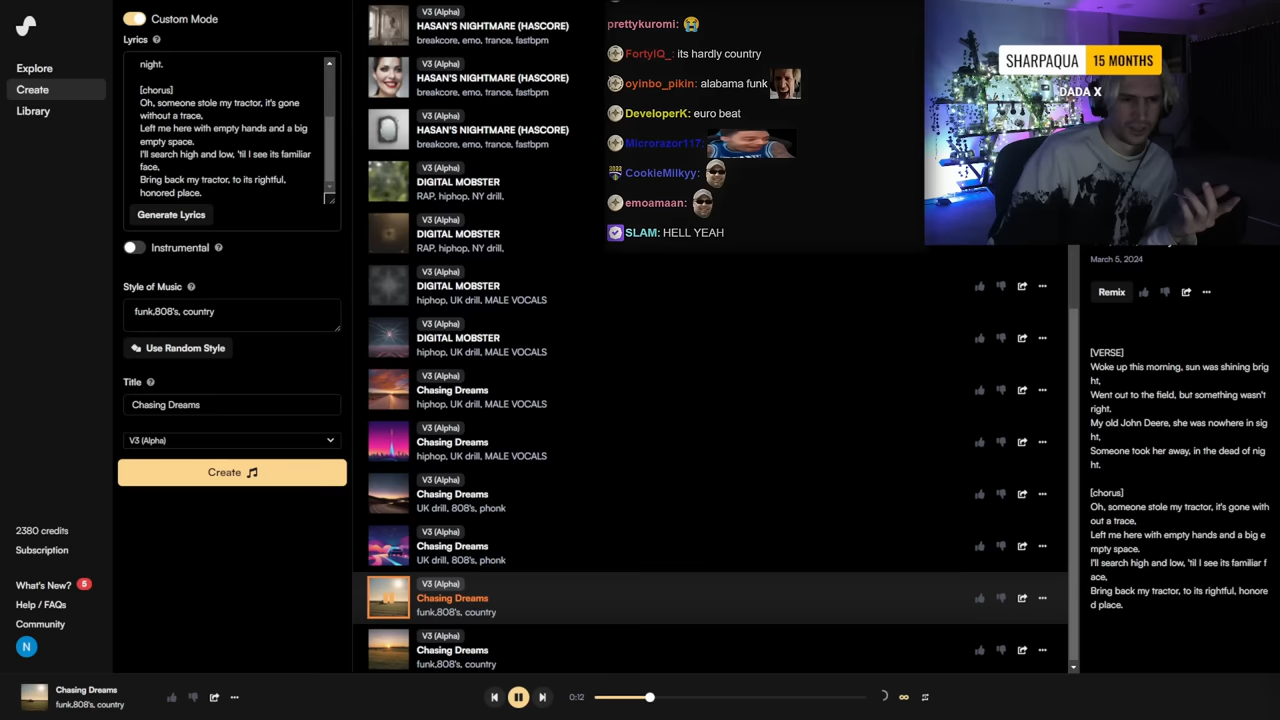 Explore
Create
Library
2380 credits
Subscription
What's New? 5
Help / FAQs
Community
N
Custom Mode
Lyrics
night.
[chorus]
Oh, someone stole my tractor, it's gone
without a trace,
Left me here with empty hands and a big
empty space.
I'll search high and low, 'til I see its familiar
face,
Bring back my tractor, to its rightful,
honored place.
Generate Lyrics
Instrumental
Style of Music
funk,808's, country
Use Random Style
Title
Chasing Dreams
V3 (Alpha)
Create
V3 (Alpha)
HASAN'S NIGHTMARE (HASCORE)
breakcore, emo, trance, fastbpm
V3 (Alpha)
HASAN'S NIGHTMARE (HASCORE)
breakcore, emo, trance, fastbpm
V3 (Alpha)
HASAN'S NIGHTMARE (HASCORE)
breakcore, emo, trance, fastbpm
V3 (Alpha)
DIGITAL MOBSTER
RAP, hiphop, NY drill,
V3 (Alpha)
DIGITAL MOBSTER
RAP, hiphop, NY drill,
V3 (Alpha)
DIGITAL MOBSTER
hiphop, UK drill, MALE VOCALS
V3 (Alpha)
DIGITAL MOBSTER
hiphop, UK drill, MALE VOCALS
V3 (Alpha)
Chasing Dreams
hiphop, UK drill, MALE VOCALS
V3 (Alpha)
Chasing Dreams
hiphop, UK drill, MALE VOCALS
V3 (Alpha)
Chasing Dreams
UK drill, 808's, phonk
V3 (Alpha)
Chasing Dreams
UK drill, 808's, phonk
V3 (Alpha)
Chasing Dreams
funk,808's, country
V3 (Alpha)
Chasing Dreams
funk,808's, country
prettykuromi:
FortyIQ_: its hardly country
oyinbo_pikin: alabama funk
DeveloperK: euro beat
Microrazor117:
CookieMilkyy:
emoamaan:
SLAM: HELL YEAH
SHARPAQUA 15 MONTHS
DADA X
March 5, 2024
Remix
[VERSE]
Woke up this morning, sun was shining brig
ht,
Went out to the field, but something wasn't
right.
My old John Deere, she was nowhere in sig
ht,
Someone took her away, in the dead of nig
ht.
[chorus]
Oh, someone stole my tractor, it's gone with
out a trace,
Left me here with empty hands and a big e
mpty space.
I'll search high and low, 'til I see its familiar f
ace,
Bring back my tractor, to its rightful, honore
d place.
Chasing Dreams
funk,808's, country
0:12